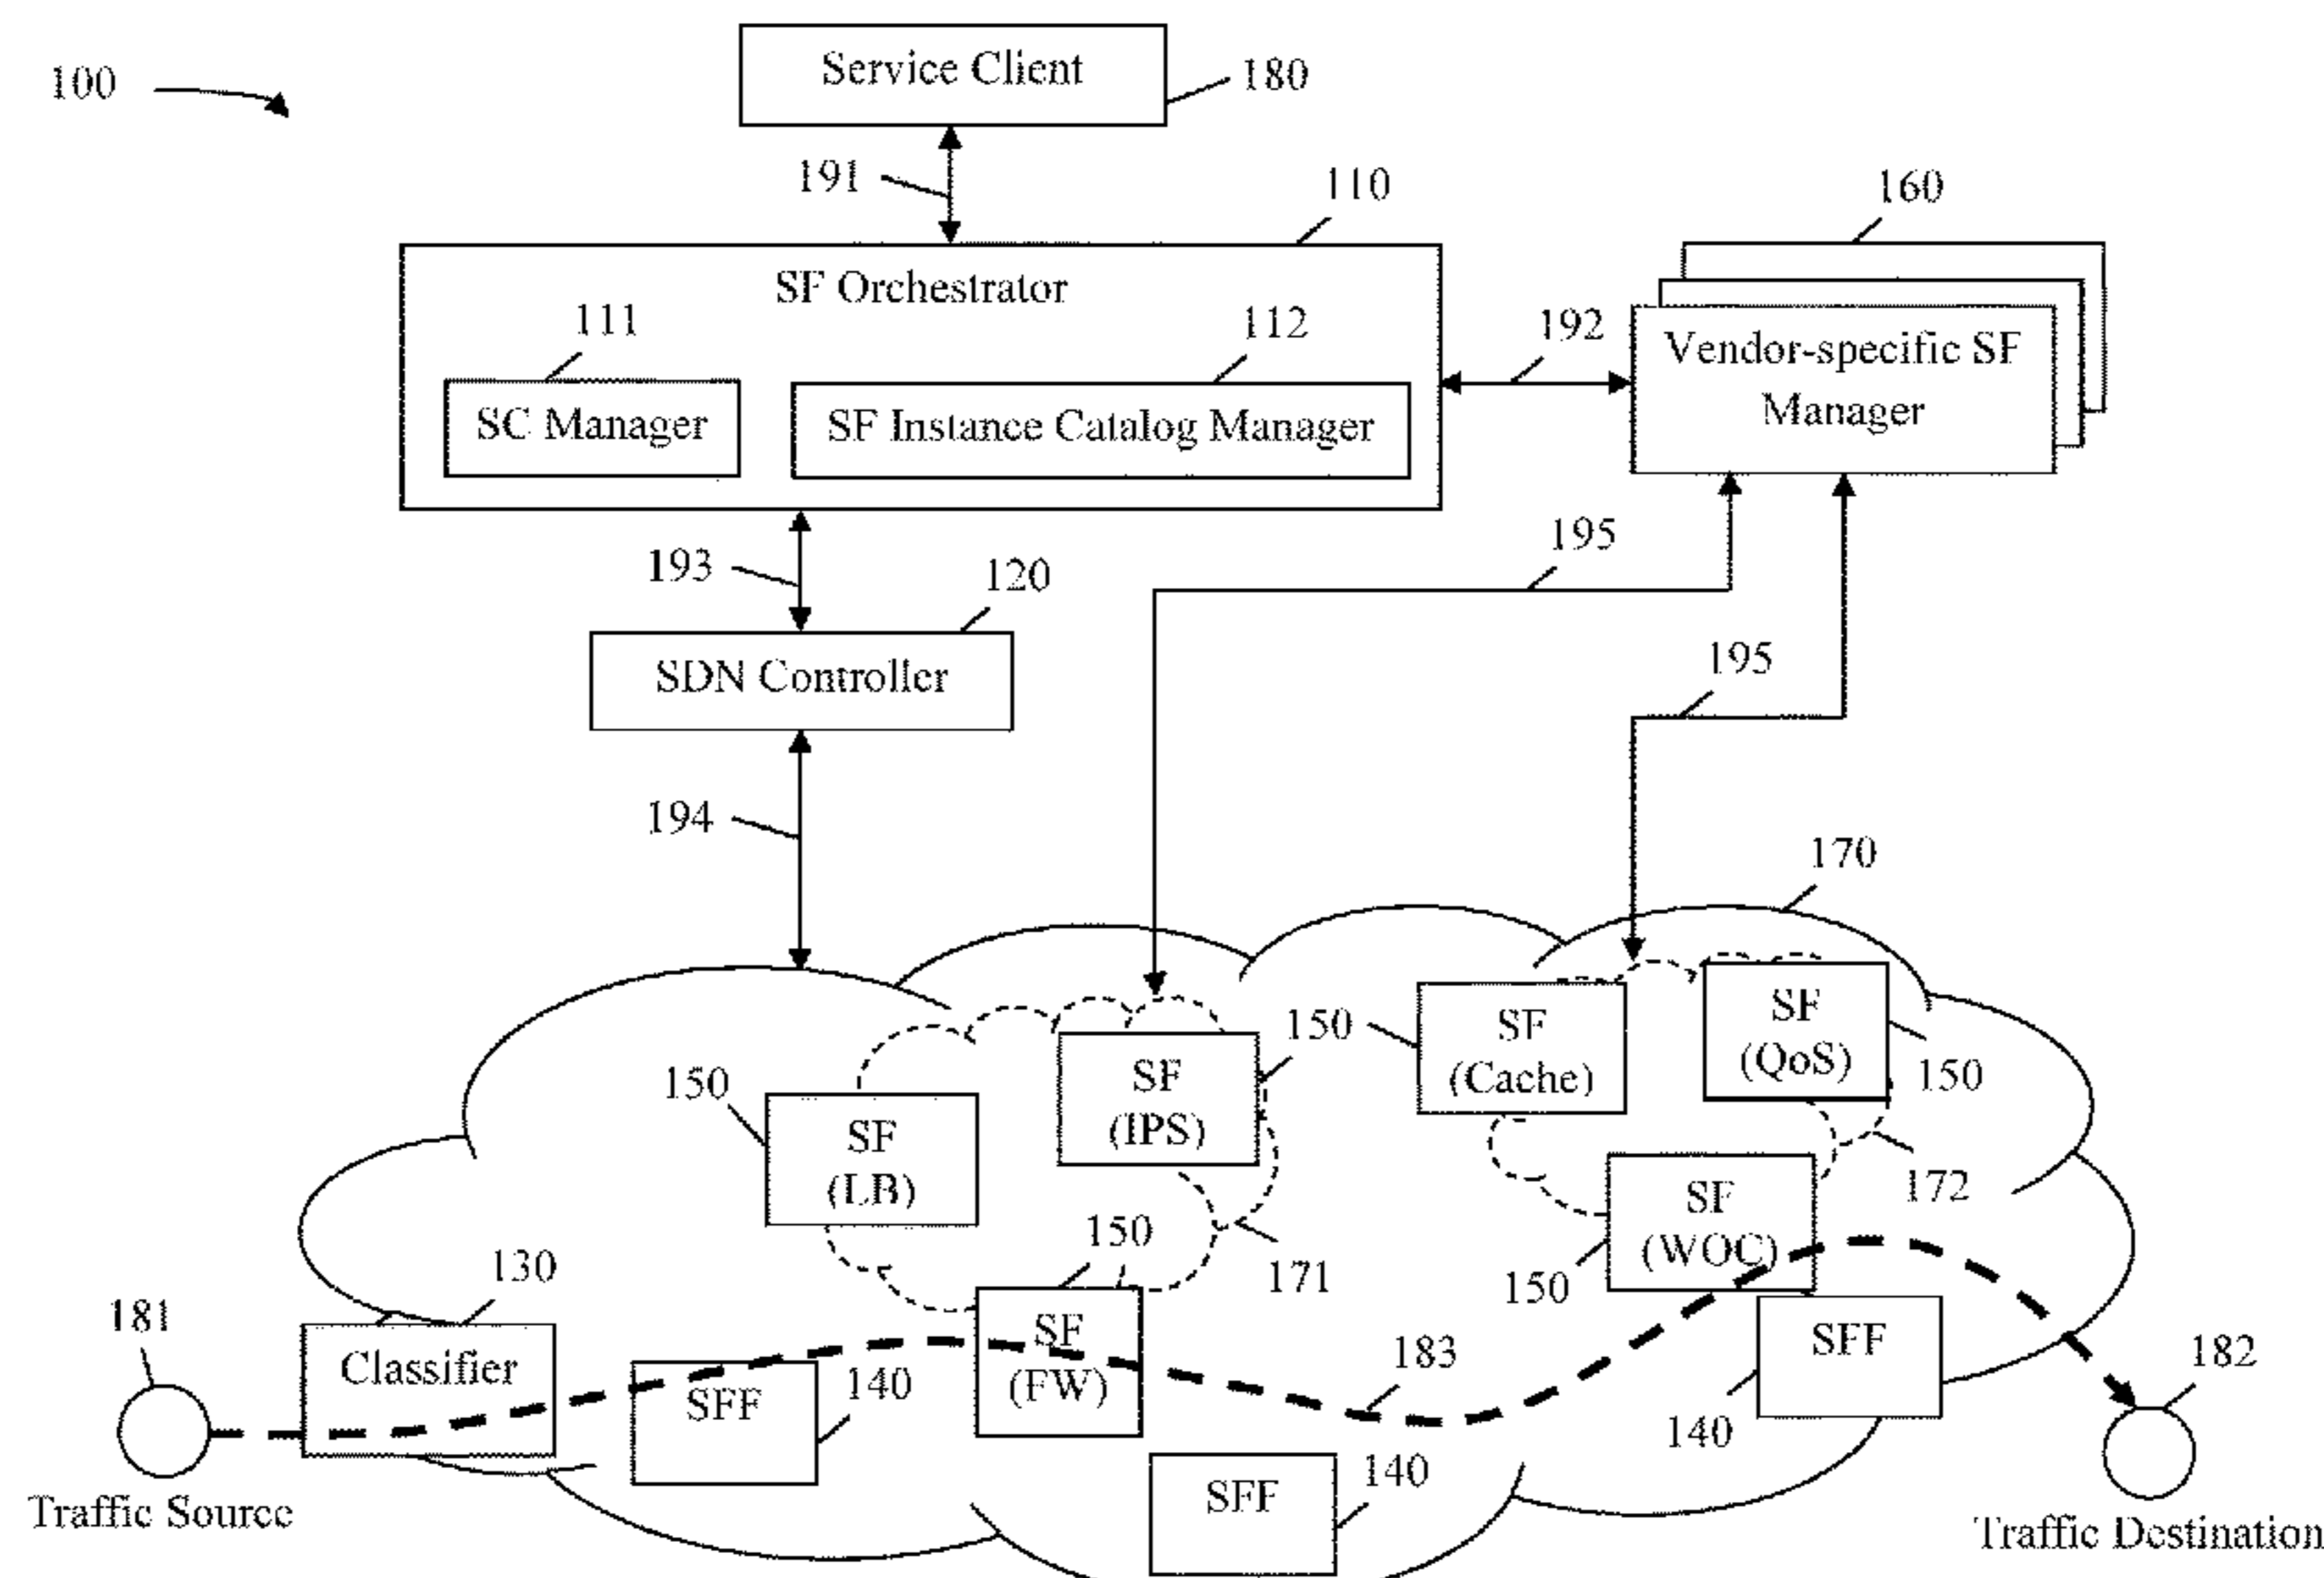 Service Client
100
180
191
110
160
SF Orchestrator
111
112
192
Vendor-specific SF
Manager
SC Manager
SF Instance Catalog Manager
193
195
120
SDN Controller
195
194
170
SF
(LB)
150
SF
(IPS)
150
SF
(Cache)
SF
(QoS)
150
172
SF
(WOC)
150
150
171
130
181
Classifier
SFF
140
SF
(FW)
183
SFF
140
182
SFF
140
Traffic Source
Traffic Destination